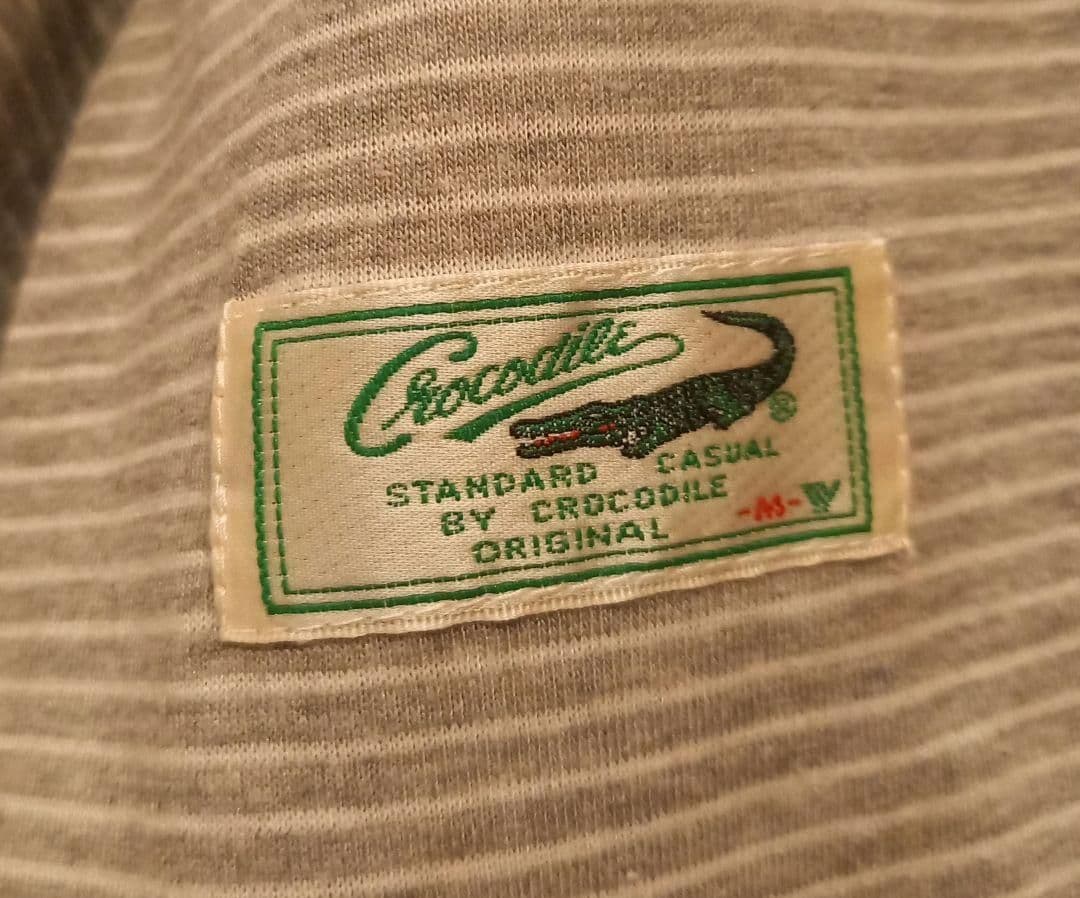 Crocodile ®
STANDARD CASUAL
BY CROCODILE
ORIGINAL